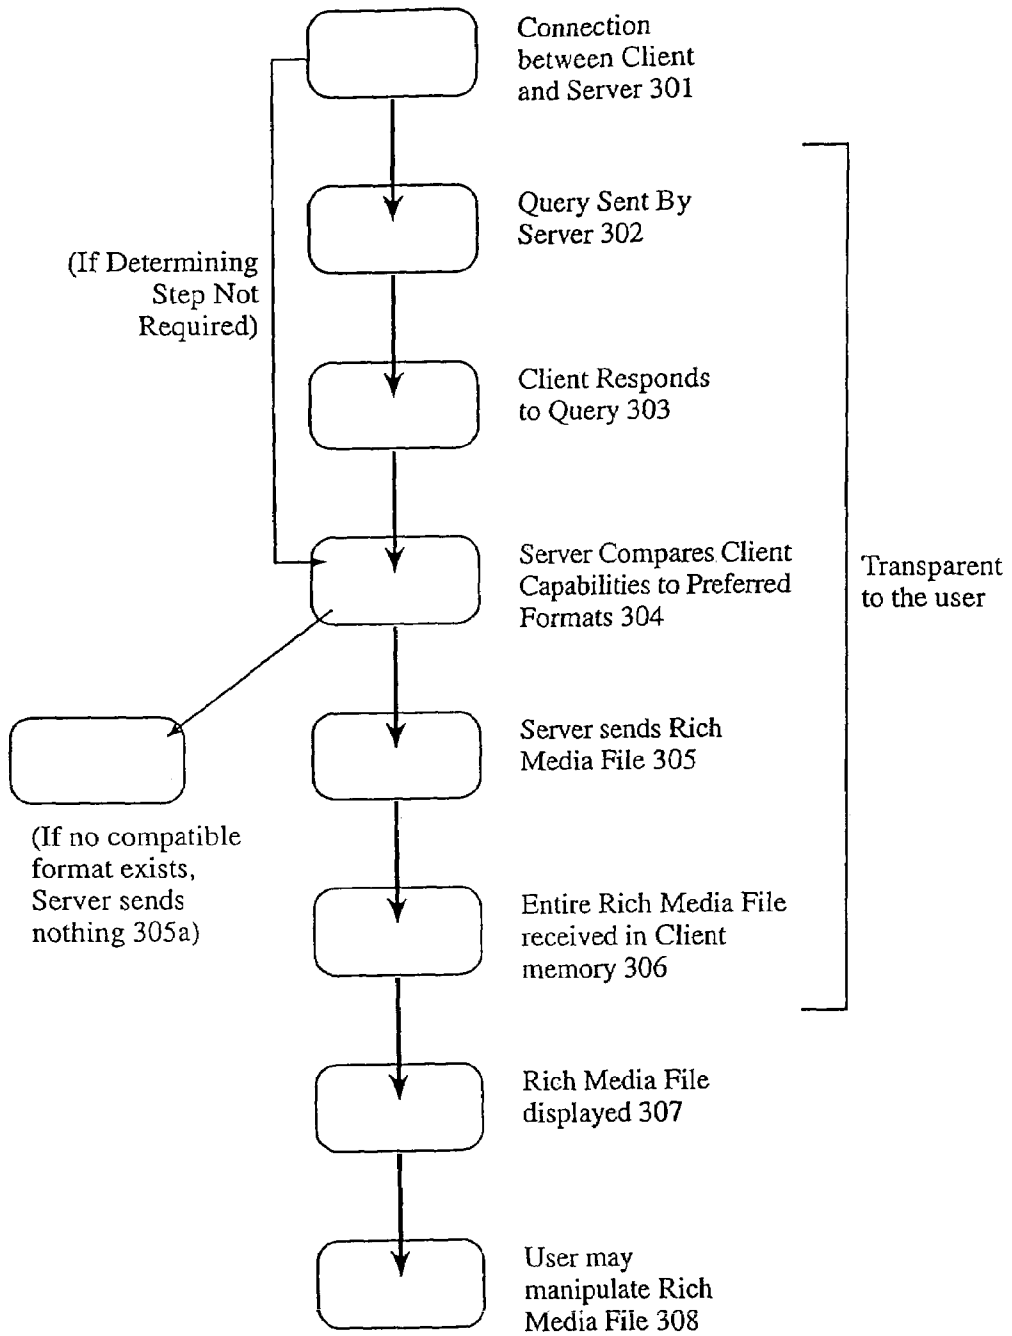 Connection
between Client
and Server 301
Query Sent By
Server 302
(If Determining
Step Not
Required)
Client Responds
to Query 303
Server Compares Client
Capabilities to Preferred
Formats 304
Transparent
to the user
Server sends Rich
Media File 305
(If no compatible
format exists,
Server sends
nothing 305a)
Entire Rich Media File
received in Client
memory 306
Rich Media File
displayed 307
User may
manipulate Rich
Media File 308